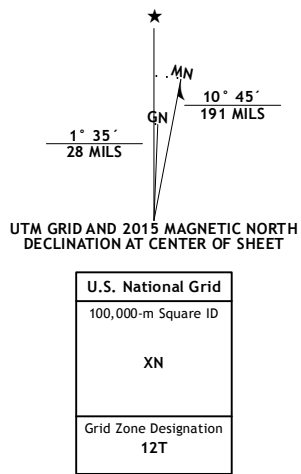 MN
GN
10° 45´
191 MILS
1° 35´
28 MILS
UTM GRID AND 2015 MAGNETIC NORTH
DECLINATION AT CENTER OF SHEET
U.S. National Grid
100,000-m Square ID
XN
Grid Zone Designation
12T